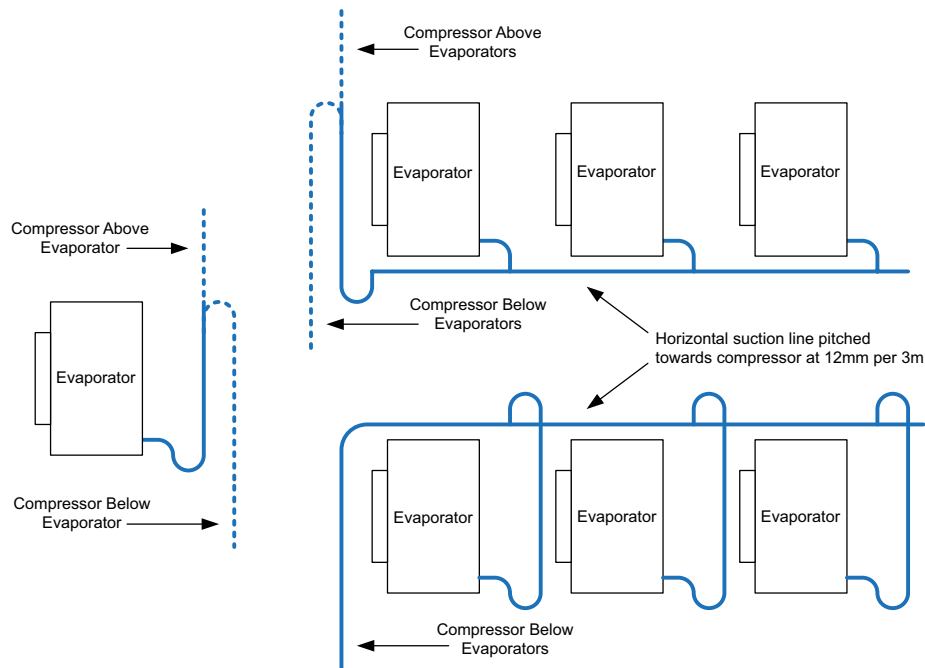 Compressor Above
Evaporators
Evaporator
Evaporator
Evaporator
Compressor Above
Evaporator
Compressor Below
Evaporators
Horizontal suction line pitched
towards compressor at 12mm per 3m
Evaporator
Compressor Below
Evaporator
Evaporator
Evaporator
Evaporator
Compressor Below
Evaporators